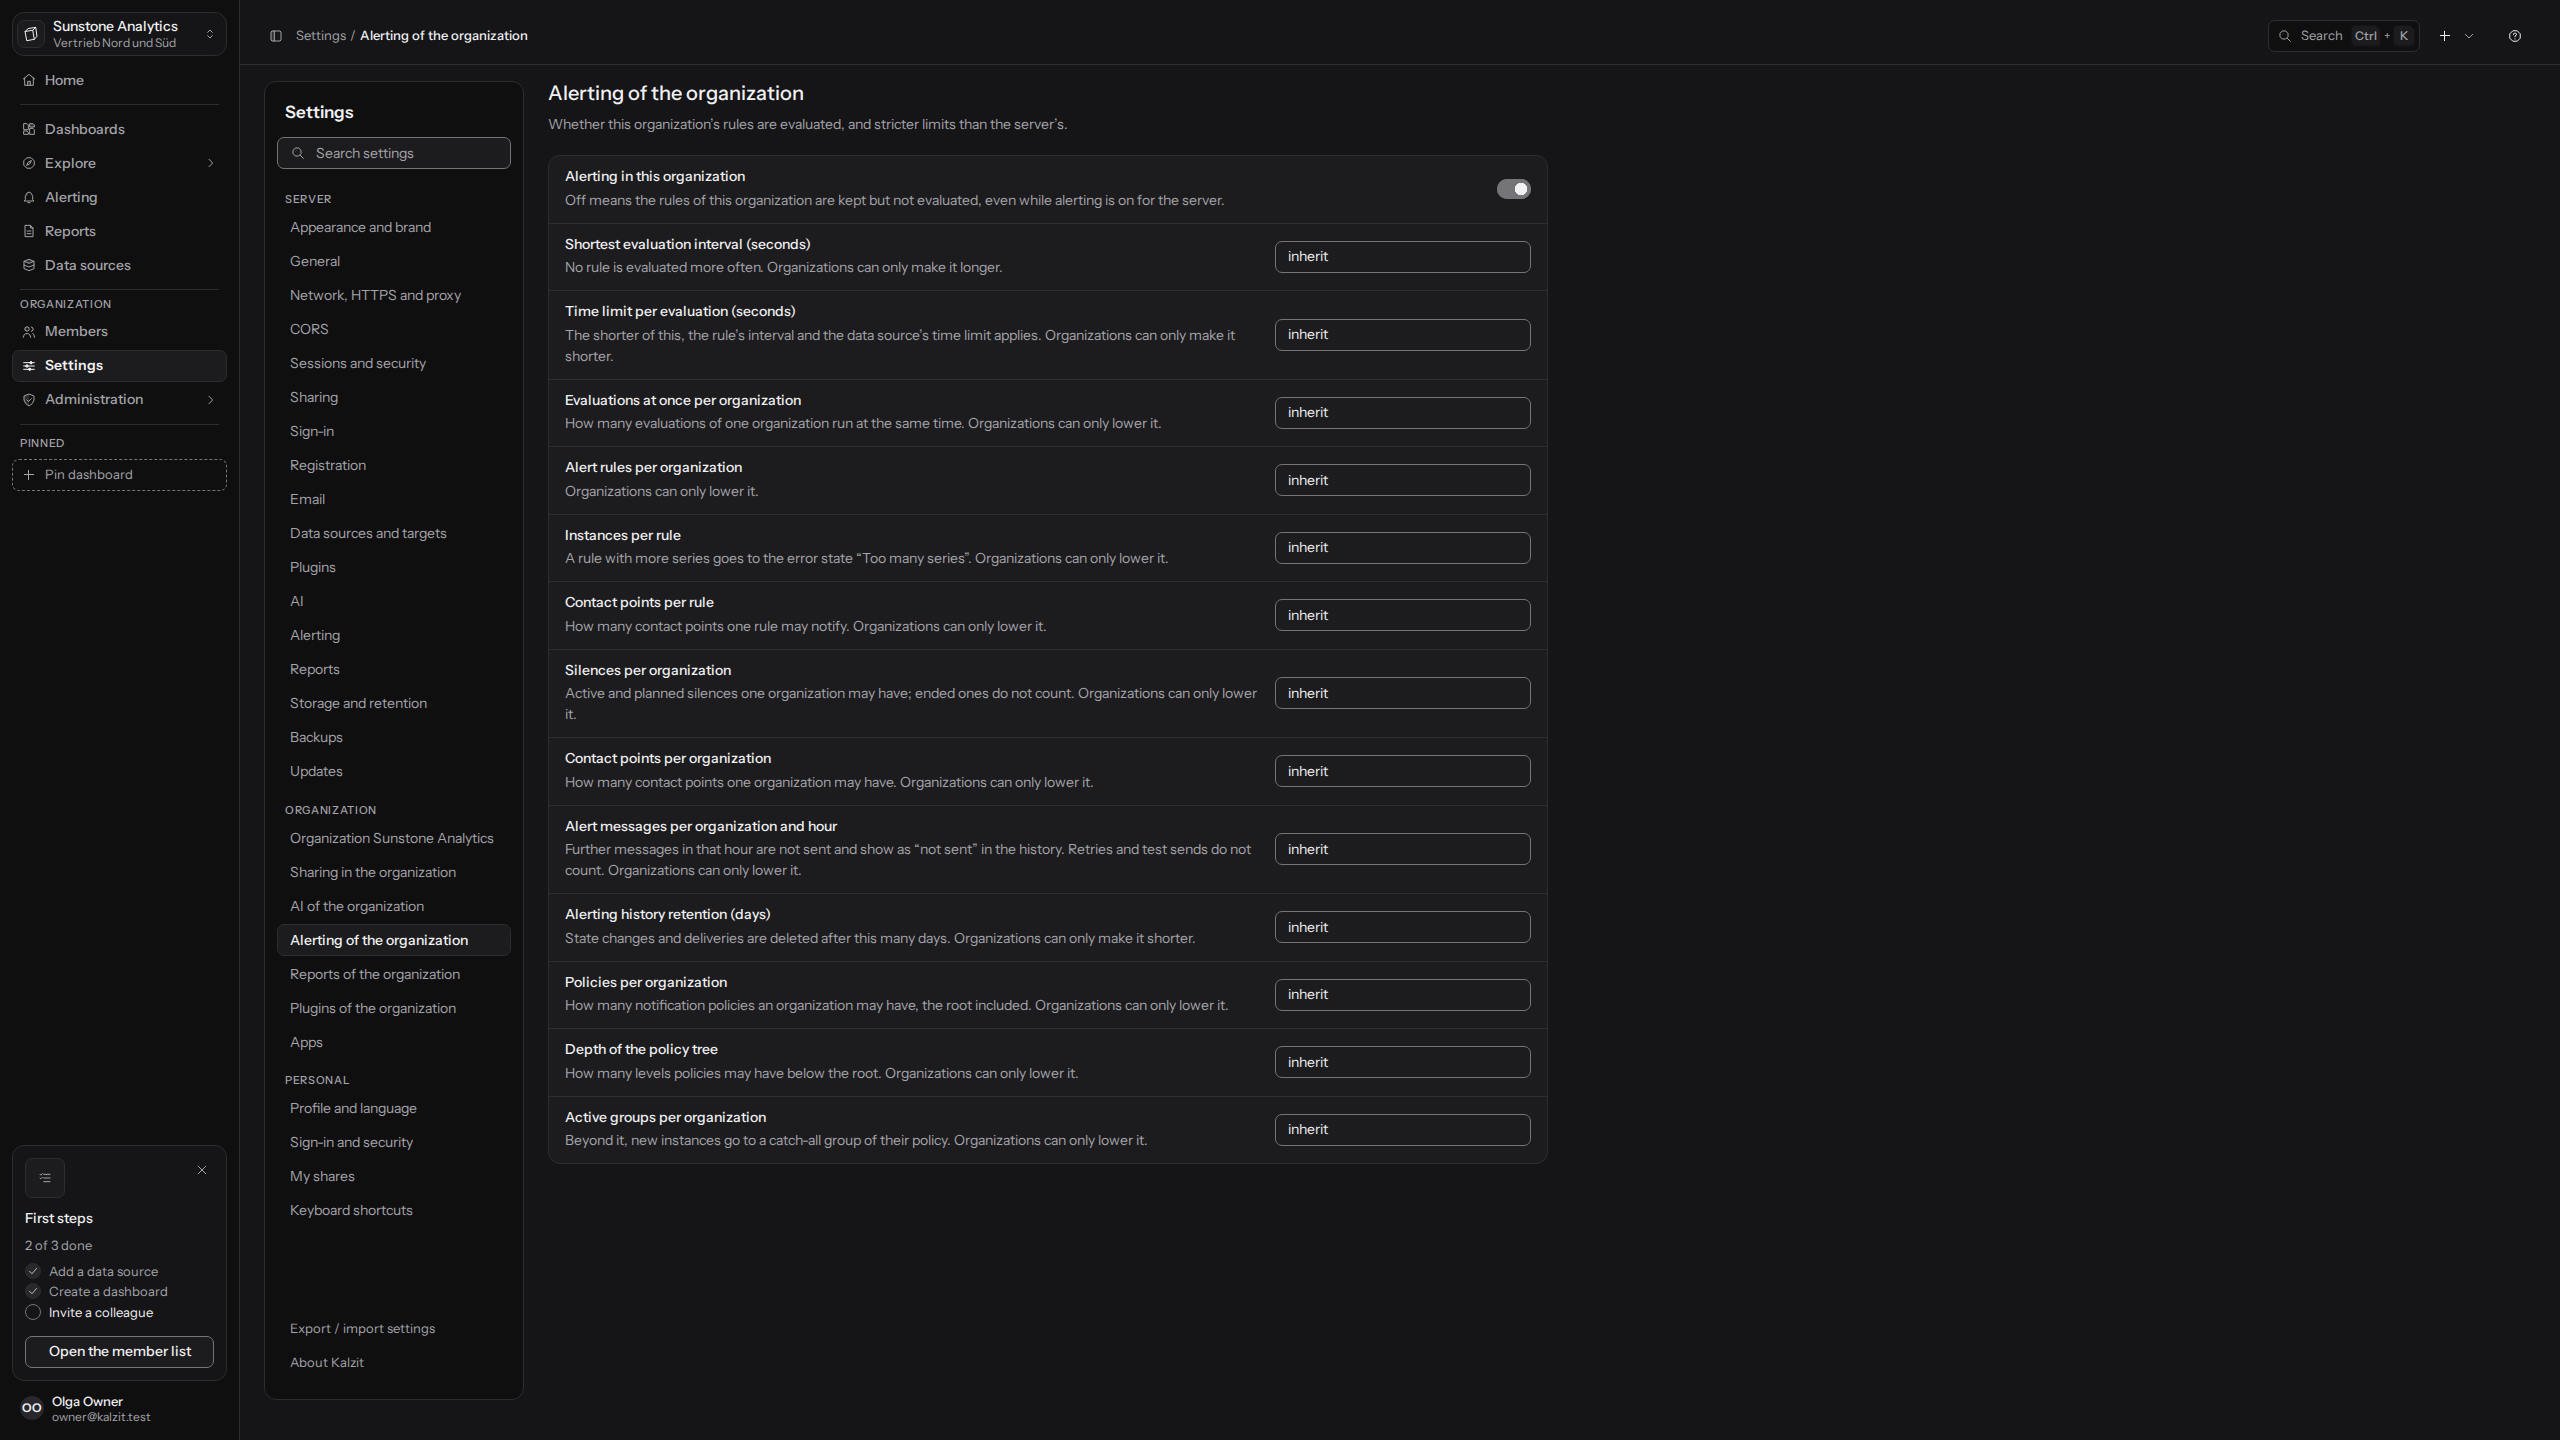 Sunstone Analytics
Vertrieb Nord und Süd
Home
Dashboards
Explore
Alerting
Reports
Data sources
ORGANIZATION
Members
Settings
Administration
PINNED
Pin dashboard
First steps
2 of 3 done
Add a data source
Create a dashboard
Invite a colleague
Open the member list
OO
Olga Owner
owner@kalzit.test
Settings / Alerting of the organization
Search Ctrl + K
Settings
Search settings
SERVER
Appearance and brand
General
Network, HTTPS and proxy
CORS
Sessions and security
Sharing
Sign-in
Registration
Email
Data sources and targets
Plugins
AI
Alerting
Reports
Storage and retention
Backups
Updates
ORGANIZATION
Organization Sunstone Analytics
Sharing in the organization
AI of the organization
Alerting of the organization
Reports of the organization
Plugins of the organization
Apps
PERSONAL
Profile and language
Sign-in and security
My shares
Keyboard shortcuts
Export / import settings
About Kalzit
Alerting of the organization
Whether this organization's rules are evaluated, and stricter limits than the server's.
Alerting in this organization
Off means the rules of this organization are kept but not evaluated, even while alerting is on for the server.
Shortest evaluation interval (seconds)
No rule is evaluated more often. Organizations can only make it longer.
inherit
Time limit per evaluation (seconds)
The shorter of this, the rule's interval and the data source's time limit applies. Organizations can only make it
shorter.
inherit
Evaluations at once per organization
How many evaluations of one organization run at the same time. Organizations can only lower it.
inherit
Alert rules per organization
Organizations can only lower it.
inherit
Instances per rule
A rule with more series goes to the error state “Too many series”. Organizations can only lower it.
inherit
Contact points per rule
How many contact points one rule may notify. Organizations can only lower it.
inherit
Silences per organization
Active and planned silences one organization may have; ended ones do not count. Organizations can only lower
it.
inherit
Contact points per organization
How many contact points one organization may have. Organizations can only lower it.
inherit
Alert messages per organization and hour
Further messages in that hour are not sent and show as “not sent” in the history. Retries and test sends do not
count. Organizations can only lower it.
inherit
Alerting history retention (days)
State changes and deliveries are deleted after this many days. Organizations can only make it shorter.
inherit
Policies per organization
How many notification policies an organization may have, the root included. Organizations can only lower it.
inherit
Depth of the policy tree
How many levels policies may have below the root. Organizations can only lower it.
inherit
Active groups per organization
Beyond it, new instances go to a catch-all group of their policy. Organizations can only lower it.
inherit